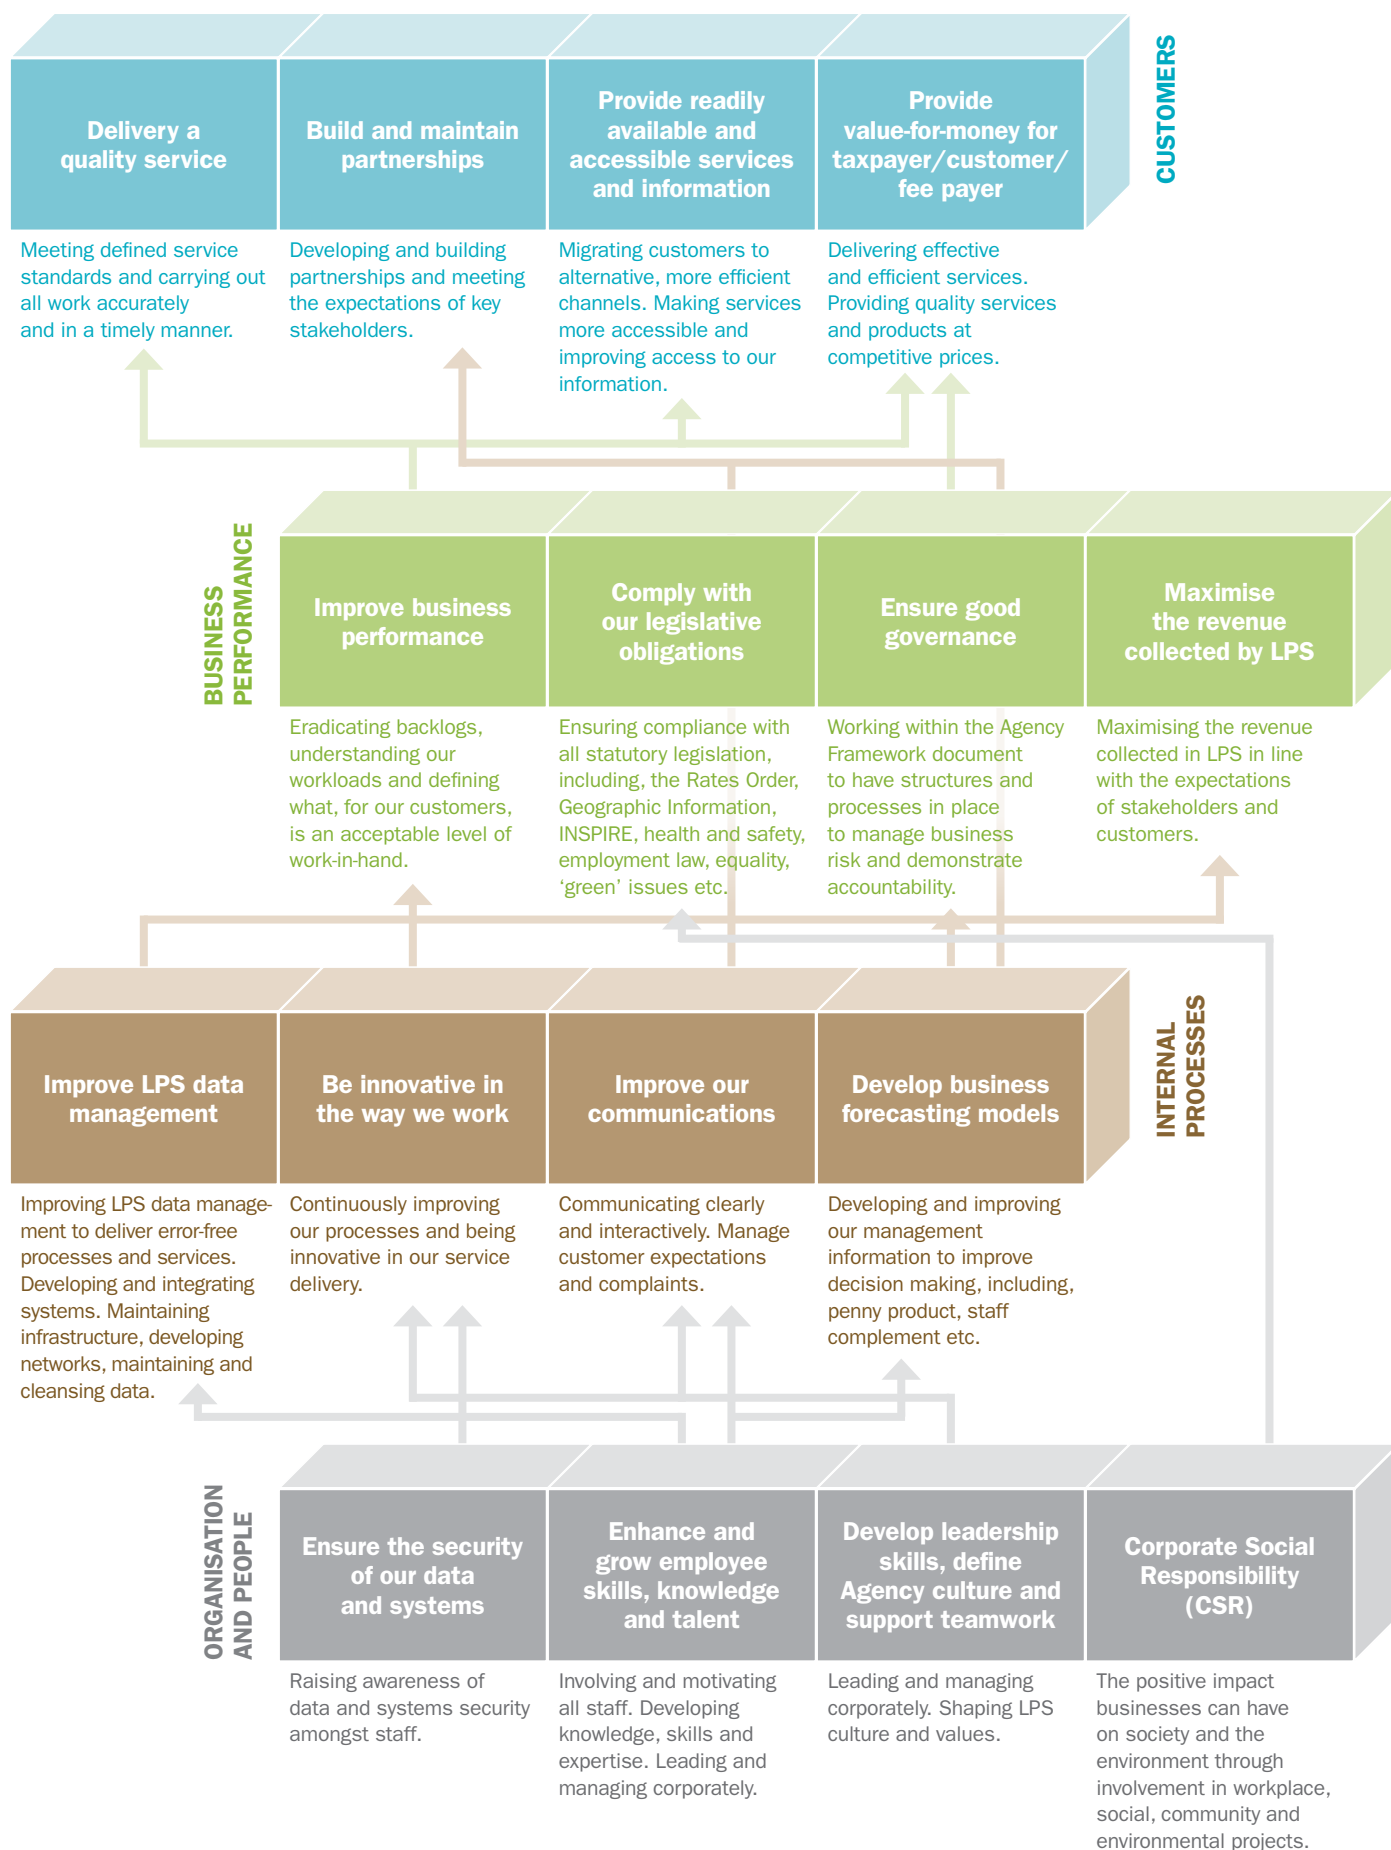 CUSTOMERS
Delivery a
quality service
Build and maintain
partnerships
Provide readily
available and
accessible services
and information
Provide
value-for-money for
taxpayer/customer/
fee payer
Meeting defined service
standards and carrying out
all work accurately
and in a timely manner.
Developing and building
partnerships and meeting
the expectations of key
stakeholders.
Migrating customers to
alternative, more efficient
channels. Making services
more accessible and
improving access to our
information.
Delivering effective
and efficient services.
Providing quality services
and products at
competitive prices.
BUSINESS
PERFORMANCE
Improve business
performance
Comply with
our legislative
obligations
Ensure good
governance
Maximise
the revenue
collected by LPS
Eradicating backlogs,
understanding our
workloads and defining
what, for our customers,
is an acceptable level of
work-in-hand.
Ensuring compliance with
all statutory legislation,
including, the Rates Order,
Geographic Information,
INSPIRE, health and safety,
employment law, equality,
‘green’ issues etc.
Working within the Agency
Framework document
to have structures and
processes in place
to manage business
risk and demonstrate
accountability.
Maximising the revenue
collected in LPS in line
with the expectations
of stakeholders and
customers.
INTERNAL
PROCESSES
Improve LPS data
management
Be innovative in
the way we work
Improve our
communications
Develop business
forecasting models
Improving LPS data manage-
ment to deliver error-free
processes and services.
Developing and integrating
systems. Maintaining
infrastructure, developing
networks, maintaining and
cleansing data.
Continuously improving
our processes and being
innovative in our service
delivery.
Communicating clearly
and interactively. Manage
customer expectations
and complaints.
Developing and improving
our management
information to improve
decision making, including,
penny product, staff
complement etc.
ORGANISATION
AND PEOPLE
Ensure the security
of our data
and systems
Enhance and
grow employee
skills, knowledge
and talent
Develop leadership
skills, define
Agency culture and
support teamwork
Corporate Social
Responsibility
(CSR)
Raising awareness of
data and systems security
amongst staff.
Involving and motivating
all staff. Developing
knowledge, skills and
expertise. Leading and
managing corporately.
Leading and managing
corporately. Shaping LPS
culture and values.
The positive impact
businesses can have
on society and the
environment through
involvement in workplace,
social, community and
environmental projects.